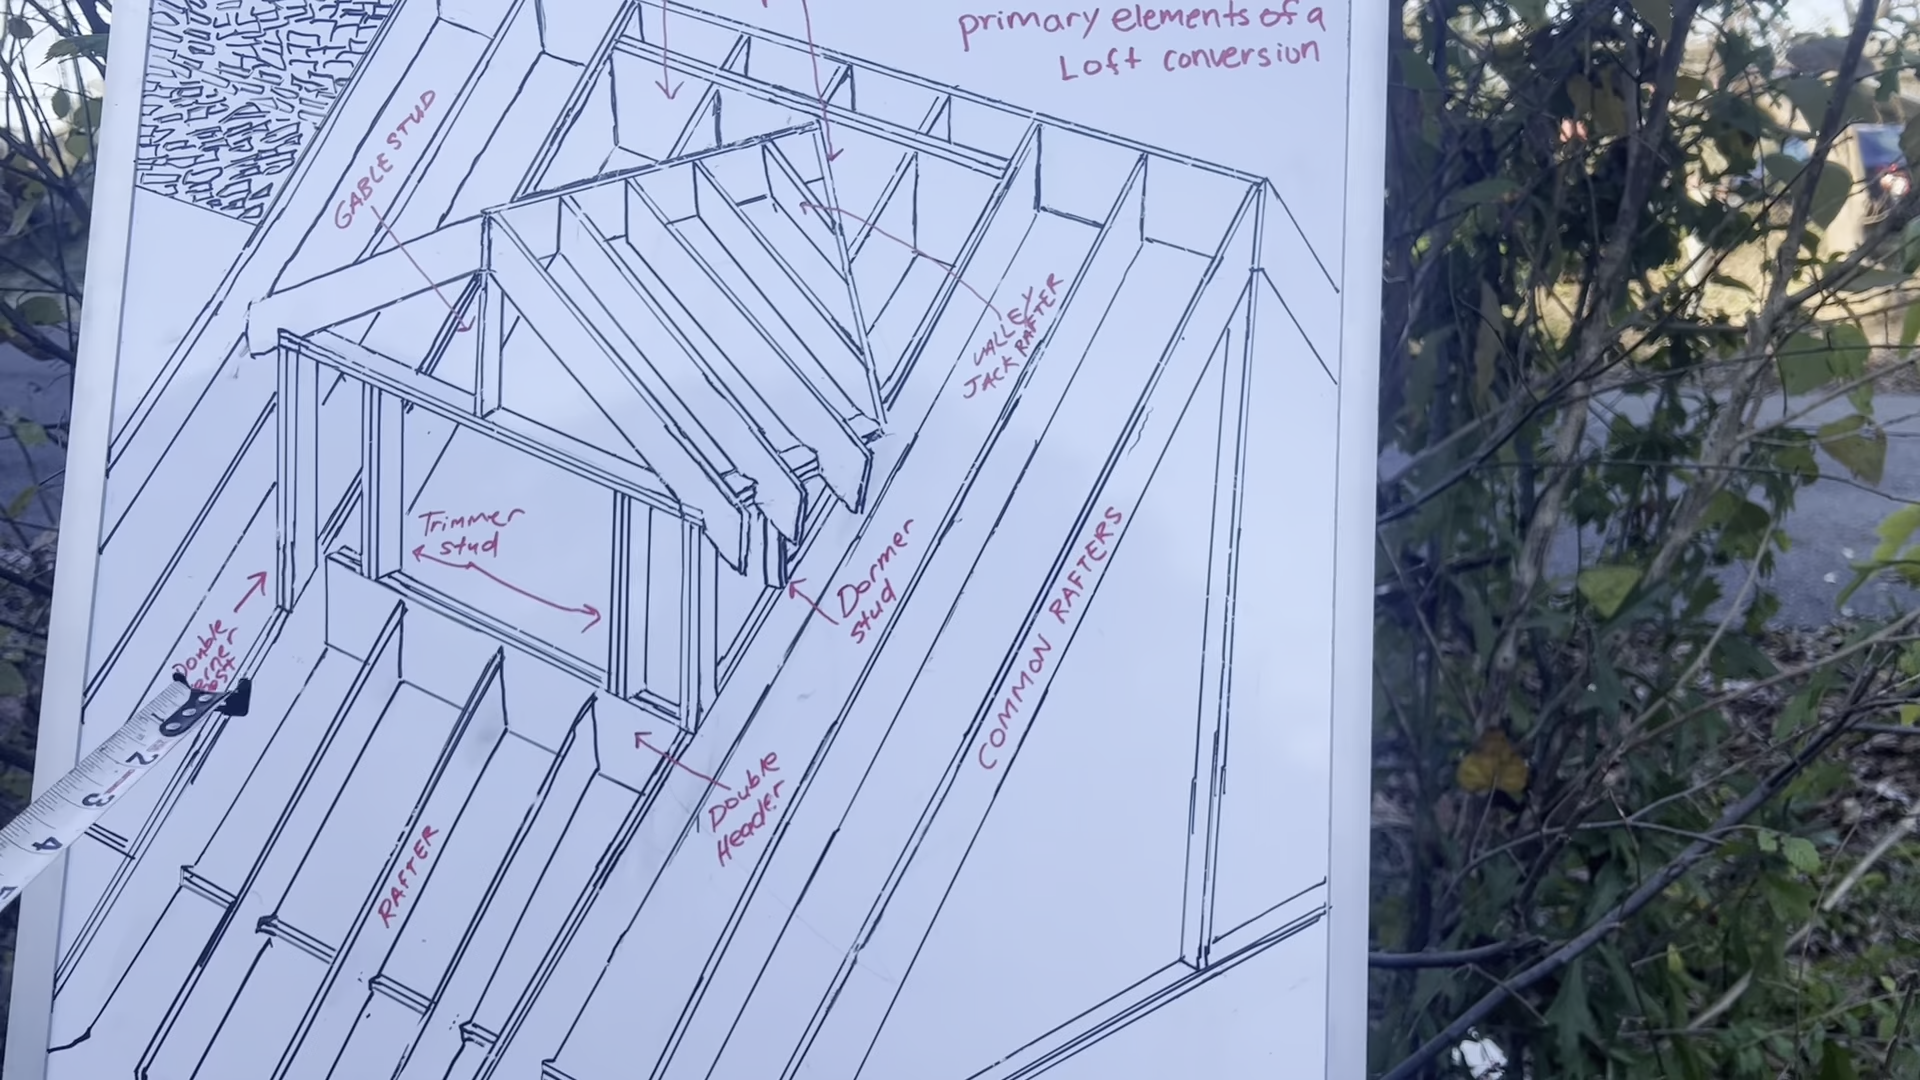 primary elements of a
Loft conversion
GABLE STUD
VALLEY
JACK RAFTER
Trimmer
stud
Dormer
stud
COMMON RAFTERS
Double
Double
Header
RAFTER
2
3
4